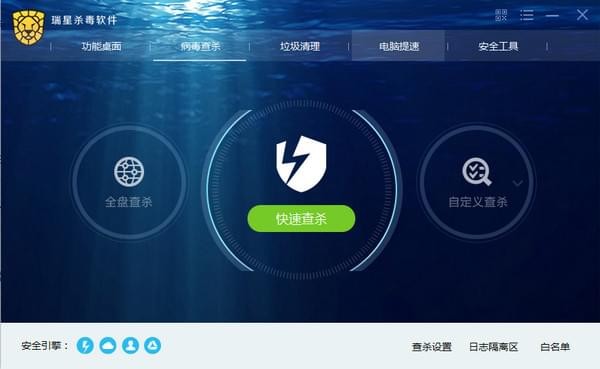 瑞星杀毒软件
功能桌面 病毒查杀 垃圾清理 电脑提速 安全工具
全盘查杀 快速查杀 自定义查杀
安全引擎： 查杀设置 日志隔离区 白名单